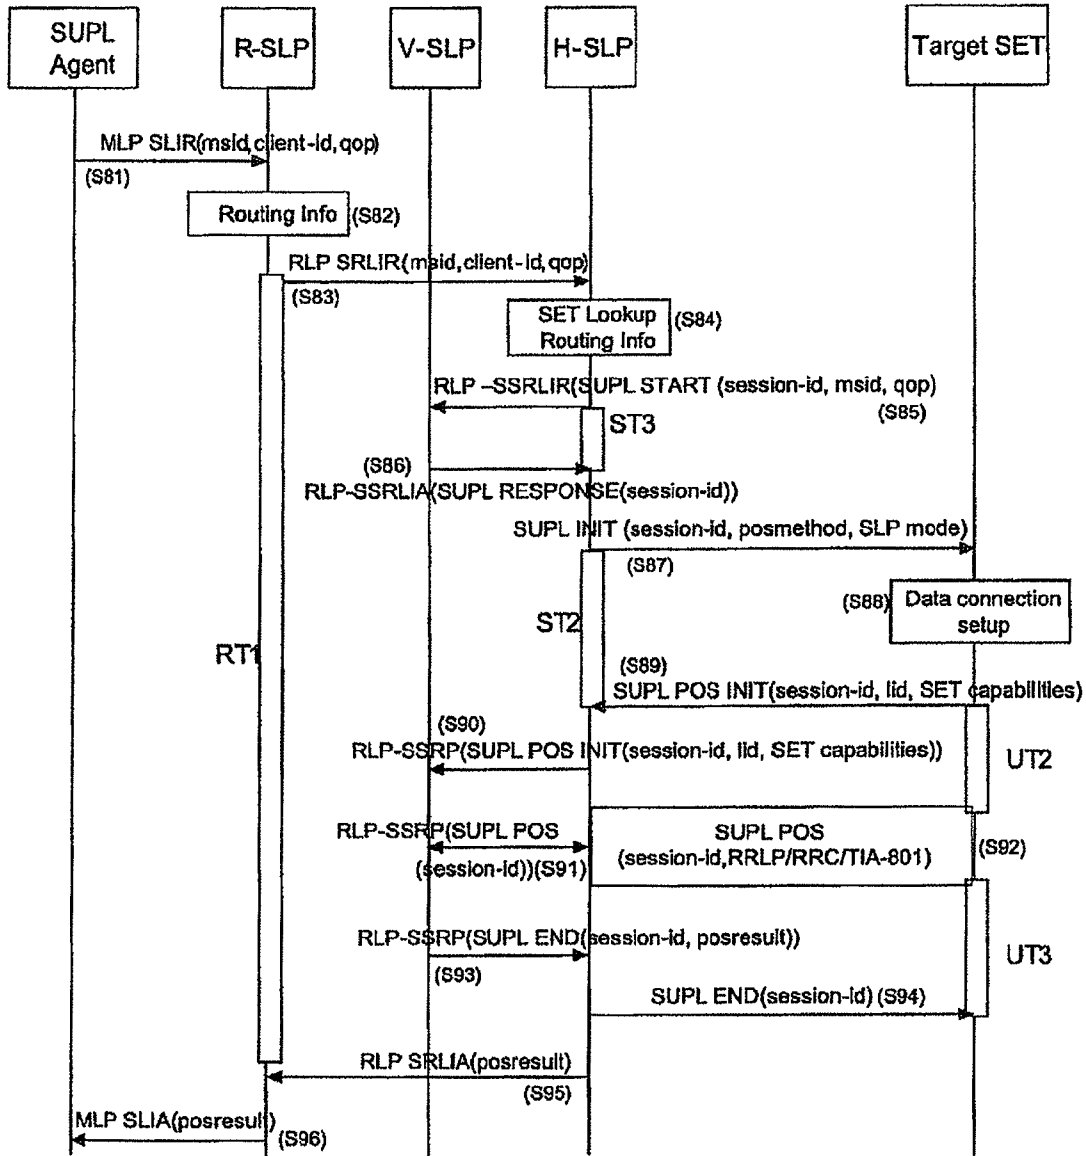 SUPL
Agent
R-SLP
V-SLP
H-SLP
Target SET
MLP SLIR(msid,client-id,qop)
(S81)
Routing Info
(S82)
RLP SRLIR(msid,client-id,qop)
(S83)
SET Lookup
Routing Info
(S84)
RLP –SSRLIR(SUPL START (session-id, msid, qop)
(S85)
ST3
(S86)
RLP-SSRLIA(SUPL RESPONSE(session-id))
SUPL INIT (session-id, posmethod, SLP mode)
(S87)
(S88)
Data connection
setup
ST2
RT1
(S89)
SUPL POS INIT(session-id, lid, SET capabilities)
(S90)
RLP-SSRP(SUPL POS INIT(session-id, lid, SET capabilities))
UT2
RLP-SSRP(SUPL POS
(session-id))(S91)
SUPL POS
(session-id,RRLP/RRC/TIA-801)
(S92)
RLP-SSRP(SUPL END(session-id, posresult))
(S93)
UT3
SUPL END(session-id) (S94)
RLP SRLIA(posresult)
(S95)
MLP SLIA(posresult)
(S96)